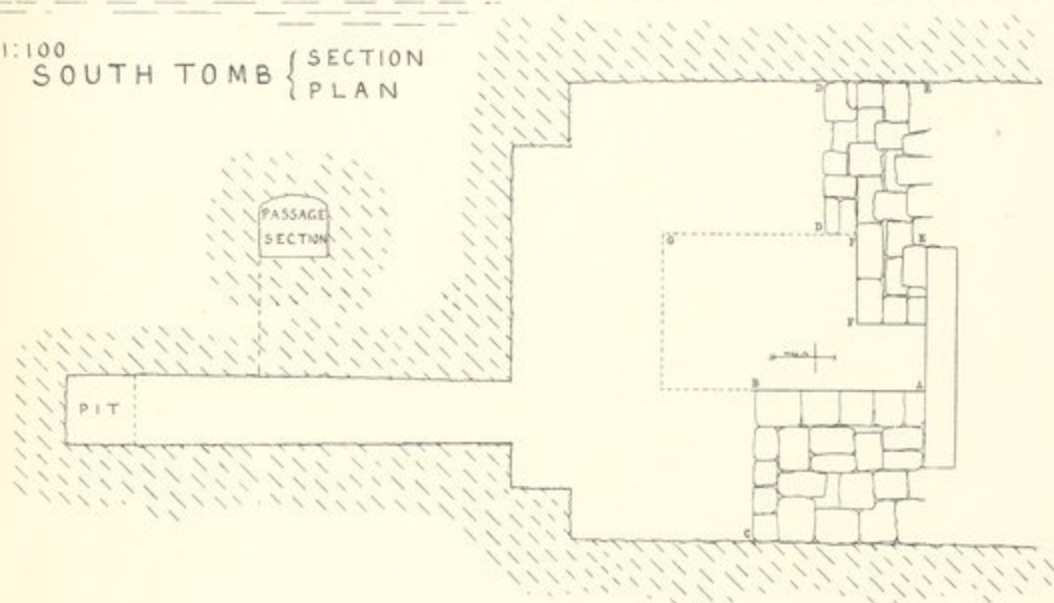 1:100
SOUTH TOMB { SECTION
PLAN
PASSAGE
SECTION
PIT
D
E
D
F
E
G
F
B
A
C